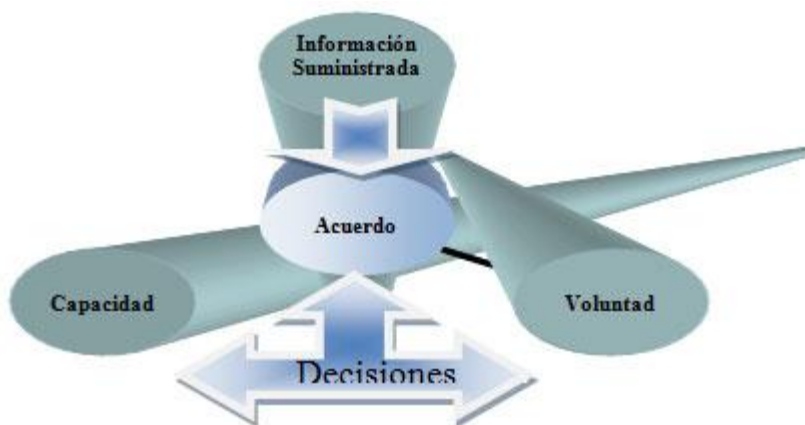 Información
Suministrada
Acuerdo
Capacidad
Voluntad
Decisiones